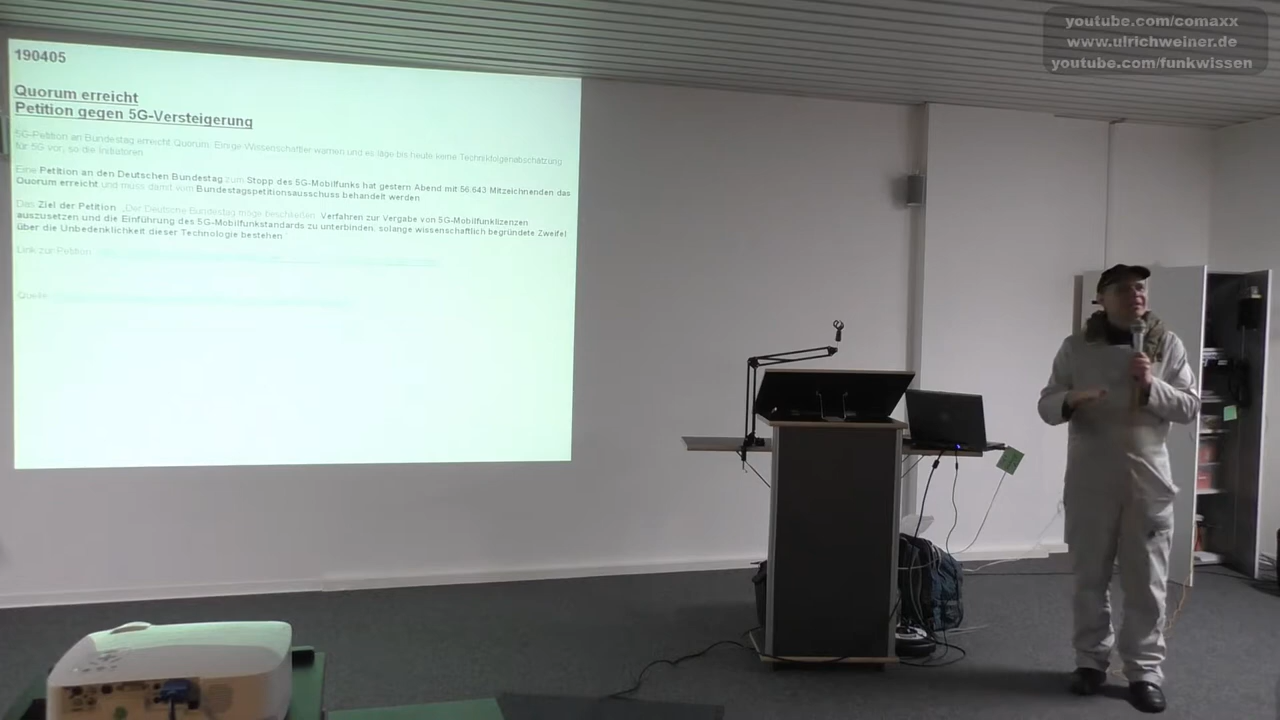 youtube.com/comaxx
www.ulrichweiner.de
youtube.com/funkwissen
190405
Quorum erreicht
Petition gegen 5G-Versteigerung
5G-Petition an Bundestag erreicht Quorum. Einige Wissenschaftler warnen und es läge bis heute keine Technikfolgenabschätzung
für 5G vor, so die Initiatoren
Eine Petition an den Deutschen Bundestag zum Stopp des 5G-Mobilfunks hat gestern Abend mit 56.643 Mitzeichnenden das
Quorum erreicht und muss damit vom Bundestagspetitionsausschuss behandelt werden
Das Ziel der Petition „Der Deutsche Bundestag möge beschließen, Verfahren zur Vergabe von 5G-Mobilfunklizenzen
auszusetzen und die Einführung des 5G-Mobilfunkstandards zu unterbinden, solange wissenschaftlich begründete Zweifel
über die Unbedenklichkeit dieser Technologie bestehen
Link zur Petition
Quelle